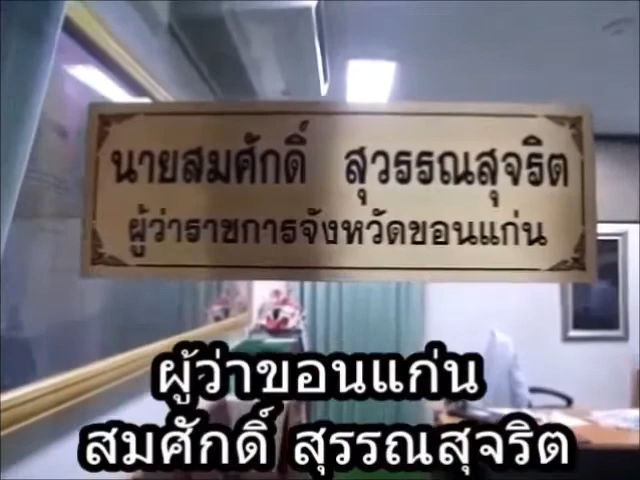 นายสมศักดิ์ สุวรรณสุจริต
ผู้ว่าราชการจังหวัดขอนแก่น
ผู้ว่าขอนแก่น
สมศักดิ์ สุรรณสุจริต